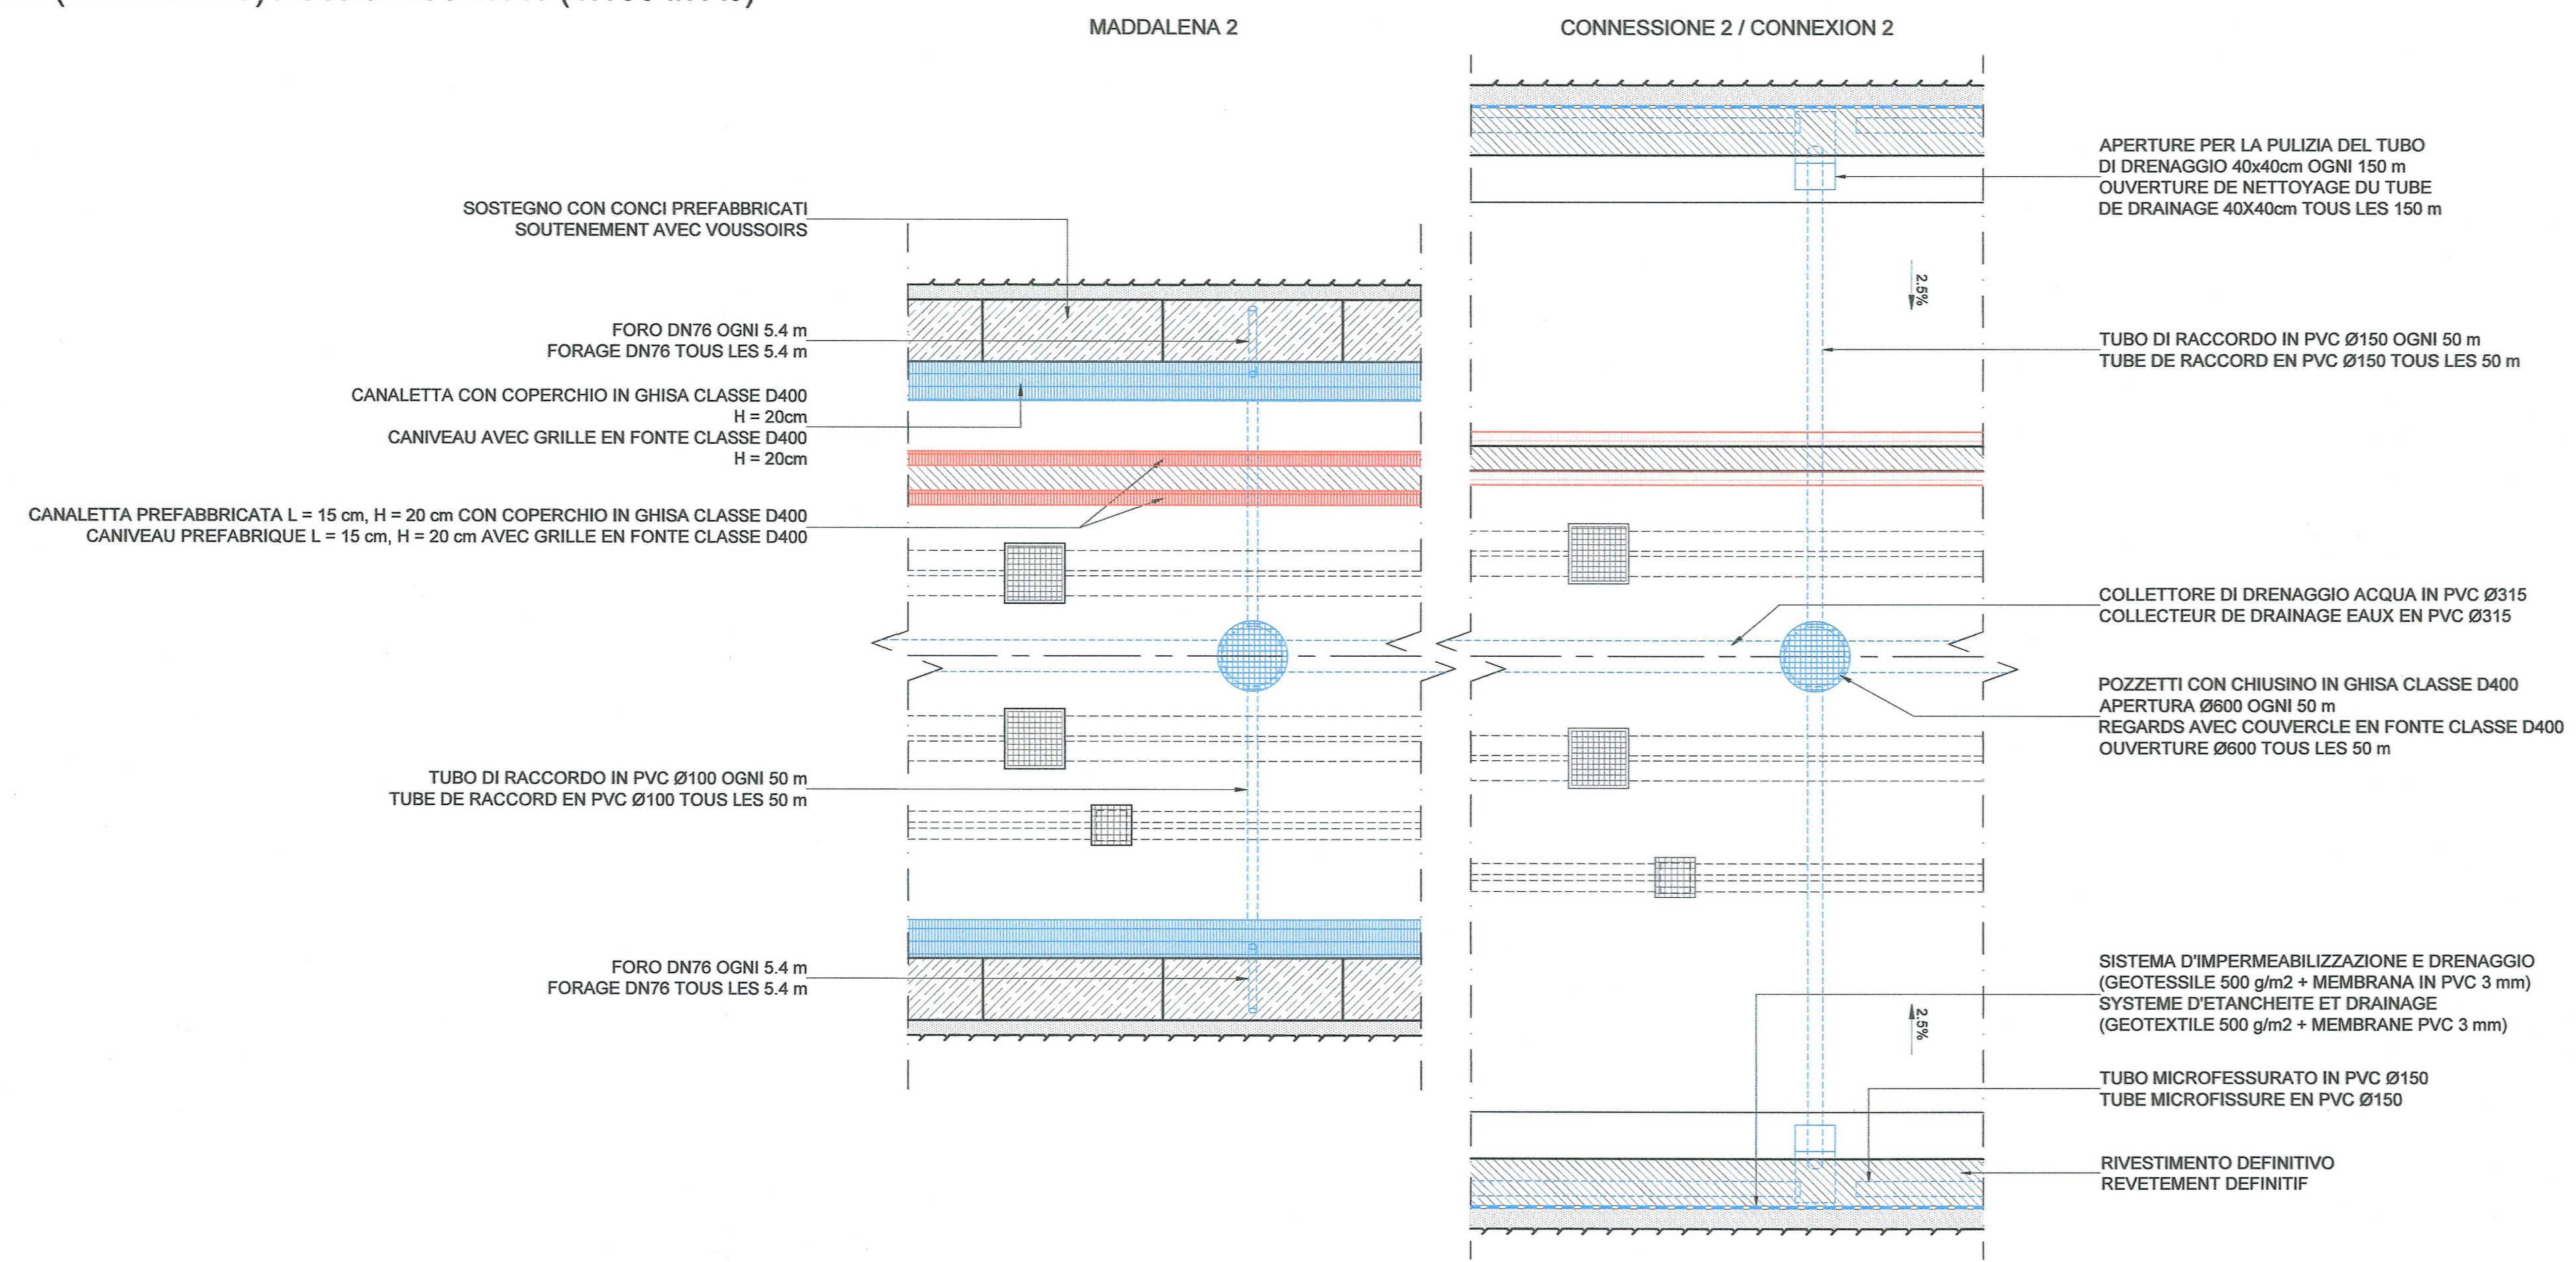 MADDALENA 2
CONNESSIONE 2 / CONNEXION 2
SOSTEGNO CON CONCI PREFABBRICATI
SOUTENEMENT AVEC VOUSSOIRS
FORO DN76 OGNI 5.4 m
FORAGE DN76 TOUS LES 5.4 m
CANALETTA CON COPERCHIO IN GHISA CLASSE D400
H = 20cm
CANIVEAU AVEC GRILLE EN FONTE CLASSE D400
H = 20cm
CANALETTA PREFABBRICATA L = 15 cm, H = 20 cm CON COPERCHIO IN GHISA CLASSE D400
CANIVEAU PREFABRIQUE L = 15 cm, H = 20 cm AVEC GRILLE EN FONTE CLASSE D400
TUBO DI RACCORDO IN PVC Ø100 OGNI 50 m
TUBE DE RACCORD EN PVC Ø100 TOUS LES 50 m
FORO DN76 OGNI 5.4 m
FORAGE DN76 TOUS LES 5.4 m
APERTURE PER LA PULIZIA DEL TUBO
DI DRENAGGIO 40x40cm OGNI 150 m
OUVERTURE DE NETTOYAGE DU TUBE
DE DRAINAGE 40X40cm TOUS LES 150 m
2.5%
TUBO DI RACCORDO IN PVC Ø150 OGNI 50 m
TUBE DE RACCORD EN PVC Ø150 TOUS LES 50 m
COLLETTORE DI DRENAGGIO ACQUA IN PVC Ø315
COLLECTEUR DE DRAINAGE EAUX EN PVC Ø315
POZZETTI CON CHIUSINO IN GHISA CLASSE D400
APERTURA Ø600 OGNI 50 m
REGARDS AVEC COUVERCLE EN FONTE CLASSE D400
OUVERTURE Ø600 TOUS LES 50 m
SISTEMA D'IMPERMEABILIZZAZIONE E DRENAGGIO
(GEOTESSILE 500 g/m2 + MEMBRANA IN PVC 3 mm)
SYSTEME D'ETANCHEITE ET DRAINAGE
(GEOTEXTILE 500 g/m2 + MEMBRANE PVC 3 mm)
2.5%
TUBO MICROFESSURATO IN PVC Ø150
TUBE MICROFISSURE EN PVC Ø150
RIVESTIMENTO DEFINITIVO
REVETEMENT DEFINITIF